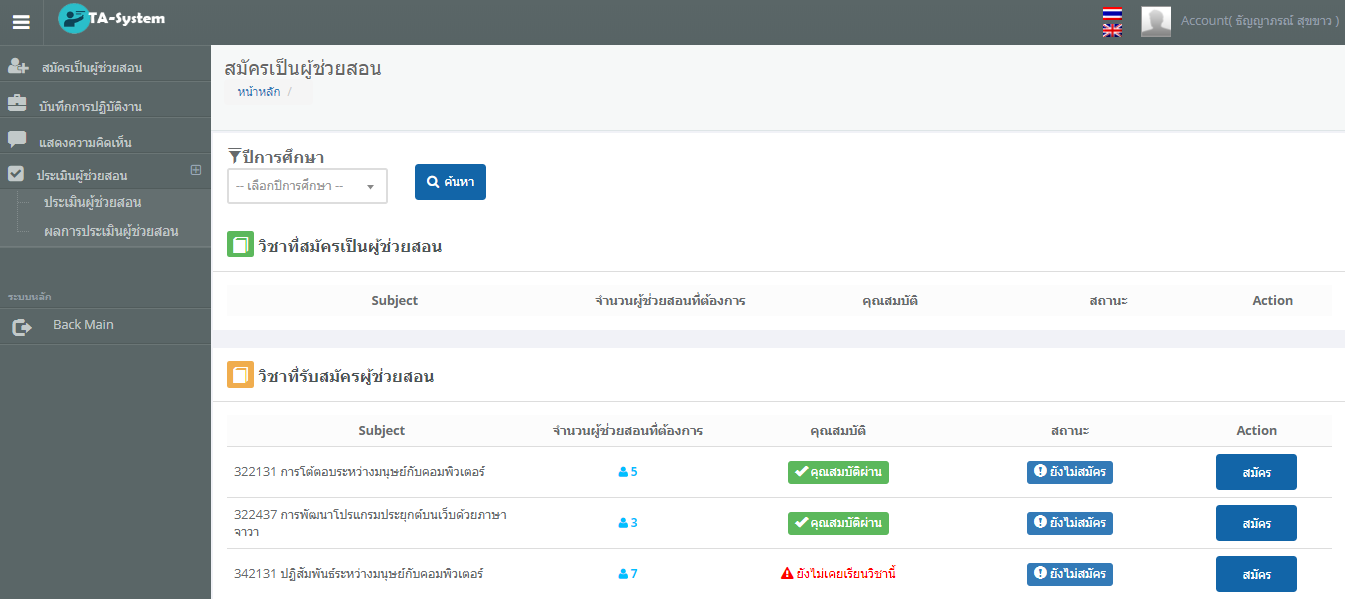 TA-System
Account( ธัญญาภรณ์ สุขขาว )
สมัครเป็นผู้ช่วยสอน
บันทึกการปฏิบัติงาน
แสดงความคิดเห็น
ประเมินผู้ช่วยสอน
ประเมินผู้ช่วยสอน
ผลการประเมินผู้ช่วยสอน
ระบบหลัก
Back Main
สมัครเป็นผู้ช่วยสอน
หน้าหลัก /
ปีการศึกษา
-- เลือกปีการศึกษา --
ค้นหา
วิชาที่สมัครเป็นผู้ช่วยสอน
Subject จำนวนผู้ช่วยสอนที่ต้องการ คุณสมบัติ สถานะ Action
วิชาที่รับสมัครผู้ช่วยสอน
Subject จำนวนผู้ช่วยสอนที่ต้องการ คุณสมบัติ สถานะ Action
322131 การโต้ตอบระหว่างมนุษย์กับคอมพิวเตอร์ 5 คุณสมบัติผ่าน ยังไม่สมัคร สมัคร
322437 การพัฒนาโปรแกรมประยุกต์บนเว็บด้วยภาษา
จาวา 3 คุณสมบัติผ่าน ยังไม่สมัคร สมัคร
342131 ปฏิสัมพันธ์ระหว่างมนุษย์กับคอมพิวเตอร์ 7 ยังไม่เคยเรียนวิชานี้ ยังไม่สมัคร สมัคร